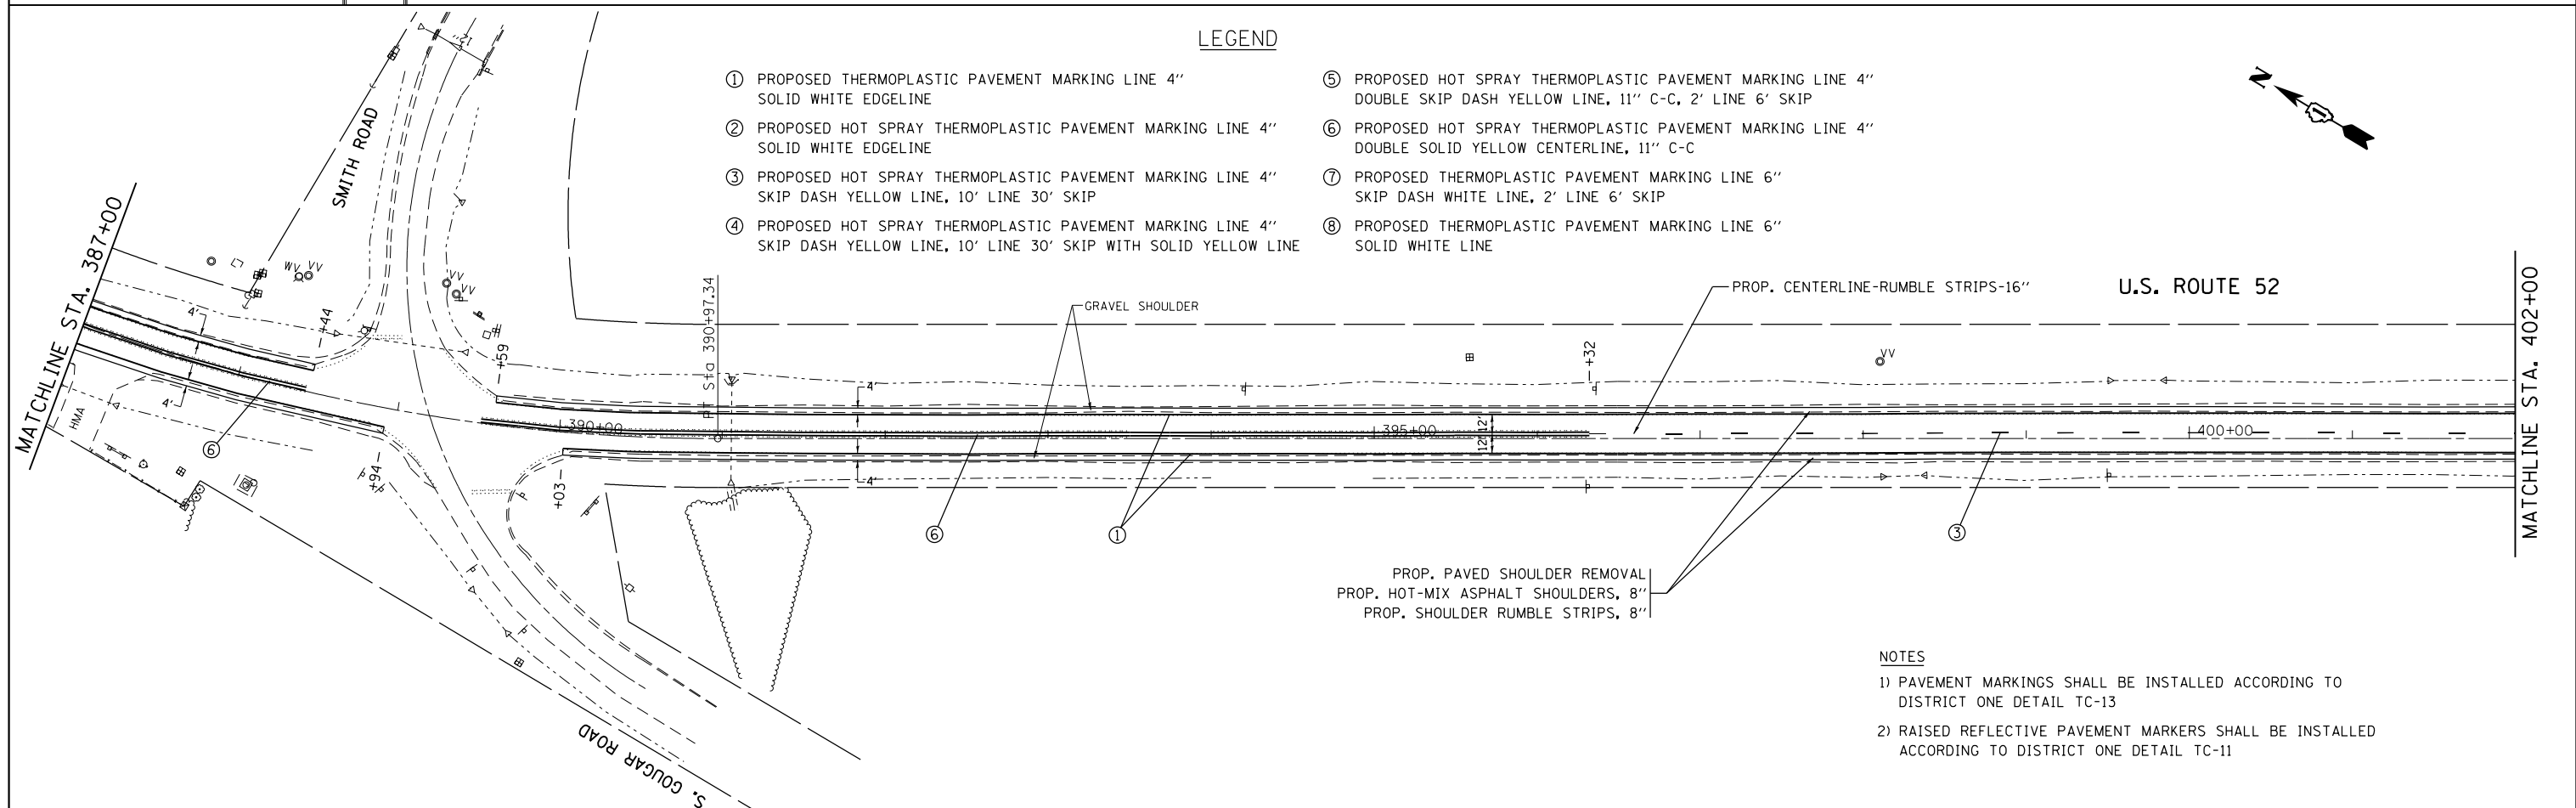 LEGEND
① PROPOSED THERMOPLASTIC PAVEMENT MARKING LINE 4''
SOLID WHITE EDGELINE
② PROPOSED HOT SPRAY THERMOPLASTIC PAVEMENT MARKING LINE 4''
SOLID WHITE EDGELINE
③ PROPOSED HOT SPRAY THERMOPLASTIC PAVEMENT MARKING LINE 4''
SKIP DASH YELLOW LINE, 10' LINE 30' SKIP
④ PROPOSED HOT SPRAY THERMOPLASTIC PAVEMENT MARKING LINE 4''
SKIP DASH YELLOW LINE, 10' LINE 30' SKIP WITH SOLID YELLOW LINE
⑤ PROPOSED HOT SPRAY THERMOPLASTIC PAVEMENT MARKING LINE 4''
DOUBLE SKIP DASH YELLOW LINE, 11'' C-C, 2' LINE 6' SKIP
⑥ PROPOSED HOT SPRAY THERMOPLASTIC PAVEMENT MARKING LINE 4''
DOUBLE SOLID YELLOW CENTERLINE, 11'' C-C
⑦ PROPOSED THERMOPLASTIC PAVEMENT MARKING LINE 6''
SKIP DASH WHITE LINE, 2' LINE 6' SKIP
⑧ PROPOSED THERMOPLASTIC PAVEMENT MARKING LINE 6''
SOLID WHITE LINE
N
12''
SMITH ROAD
MATCHLINE STA. 387+00
WV
VV
VV
VV
4'
+44
+59
4'
HMA
⑥
+94
+03
390+00
PT Sta 390+97.34
GRAVEL SHOULDER
4'
4'
⑥
①
12'
12'
395+00
+32
PROP. CENTERLINE-RUMBLE STRIPS-16''
VV
U.S. ROUTE 52
400+00
③
MATCHLINE STA. 402+00
PROP. PAVED SHOULDER REMOVAL
PROP. HOT-MIX ASPHALT SHOULDERS, 8''
PROP. SHOULDER RUMBLE STRIPS, 8''
S. COUGAR ROAD
NOTES
1) PAVEMENT MARKINGS SHALL BE INSTALLED ACCORDING TO
DISTRICT ONE DETAIL TC-13
2) RAISED REFLECTIVE PAVEMENT MARKERS SHALL BE INSTALLED
ACCORDING TO DISTRICT ONE DETAIL TC-11